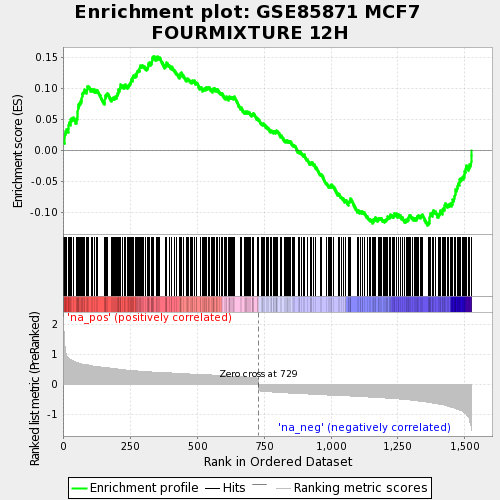 Enrichment plot: GSE85871 MCF7
FOURMIXTURE 12H
Enrichment score (ES)
0.15
0.10
0.05
0.00
-0.05
-0.10
'na_pos' (positively correlated)
Ranked list metric (PreRanked)
2
1
0
-1
Zero cross at 729
'na_neg' (negatively correlated)
0
250
500
750
1,000
1,250
1,500
Rank in Ordered Dataset
Enrichment profile
Hits
Ranking metric scores